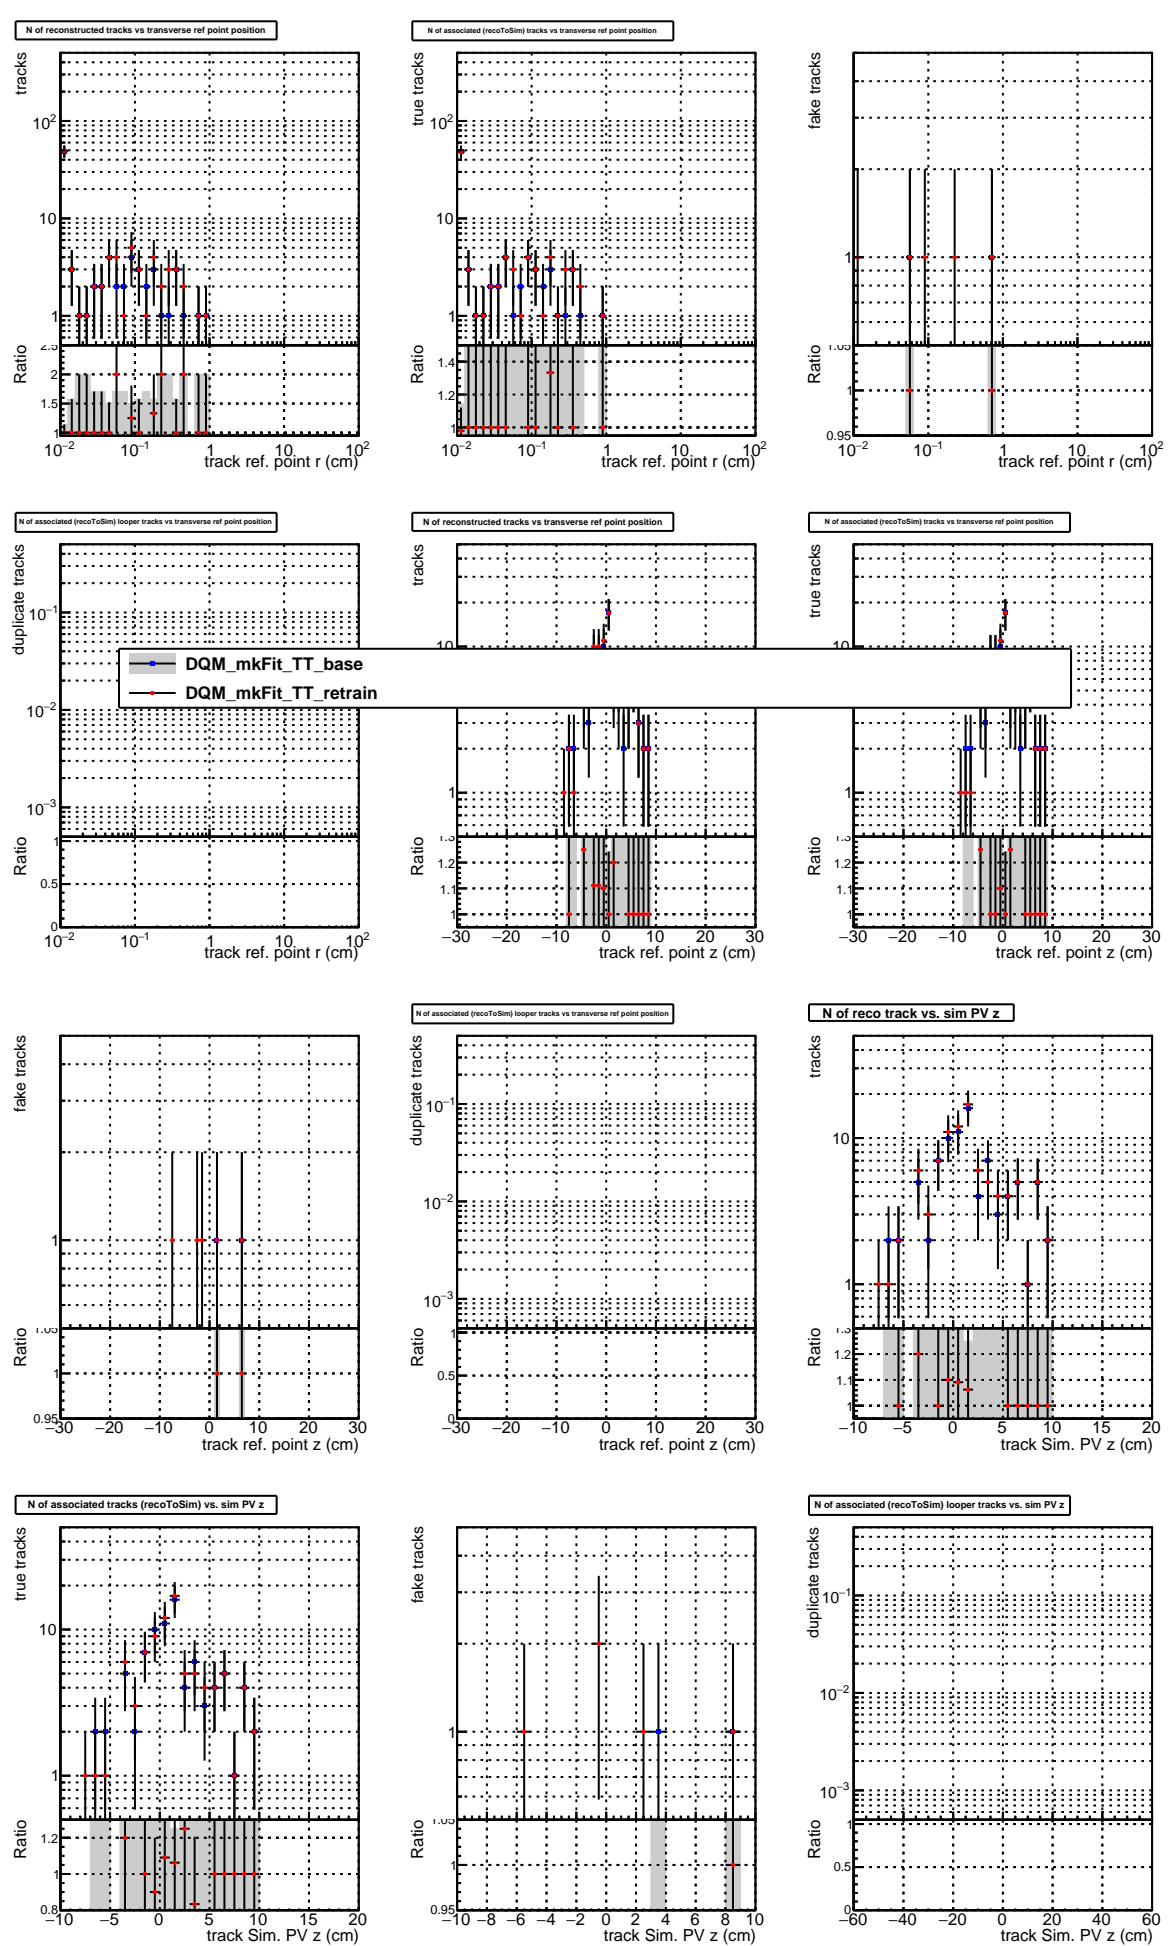 N of reconstructed tracks vs transverse ref point position
tracks
10²
10
1
Ratio
2.5
2
1.5
1
10⁻² 10⁻¹ 1 10 10²
track ref. point r (cm)
N of associated (recoToSim) tracks vs transverse ref point position
true tracks
10²
10
1
Ratio
1.4
1.2
1
10⁻² 10⁻¹ 1 10 10²
track ref. point r (cm)
fake tracks
1
Ratio
1.05
1
0.95
10⁻² 10⁻¹ 1 10 10²
track ref. point r (cm)
N of associated (recoToSim) looper tracks vs transverse ref point position
duplicate tracks
10⁻¹
10⁻²
10⁻³
Ratio
1
0.5
0
10⁻² 10⁻¹ 1 10 10²
track ref. point r (cm)
N of reconstructed tracks vs transverse ref point position
tracks
10
1
Ratio
1.3
1.2
1.1
1
−30 −20 −10 0 10 20 30
track ref. point z (cm)
N of associated (recoToSim) tracks vs transverse ref point position
true tracks
10
1
Ratio
1.3
1.2
1.1
1
−30 −20 −10 0 10 20 30
track ref. point z (cm)
DQM_mkFit_TT_base
DQM_mkFit_TT_retrain
fake tracks
1
Ratio
1.05
1
0.95
−30 −20 −10 0 10 20 30
track ref. point z (cm)
N of associated (recoToSim) looper tracks vs transverse ref point position
duplicate tracks
10⁻¹
10⁻²
10⁻³
Ratio
1
0.5
0
−30 −20 −10 0 10 20 30
track ref. point z (cm)
N of reco track vs. sim PV z
tracks
10
1
Ratio
1.3
1.2
1.1
1
−10 −5 0 5 10 15 20
track Sim. PV z (cm)
N of associated tracks (recoToSim) vs. sim PV z
true tracks
10
1
Ratio
1.2
1
0.8
−10 −5 0 5 10 15 20
track Sim. PV z (cm)
fake tracks
1
Ratio
1.05
1
0.95
−10 −8 −6 −4 −2 0 2 4 6 8 10
track Sim. PV z (cm)
N of associated (recoToSim) looper tracks vs. sim PV z
duplicate tracks
10⁻¹
10⁻²
10⁻³
Ratio
1
0.5
0
−60 −40 −20 0 20 40 60
track Sim. PV z (cm)